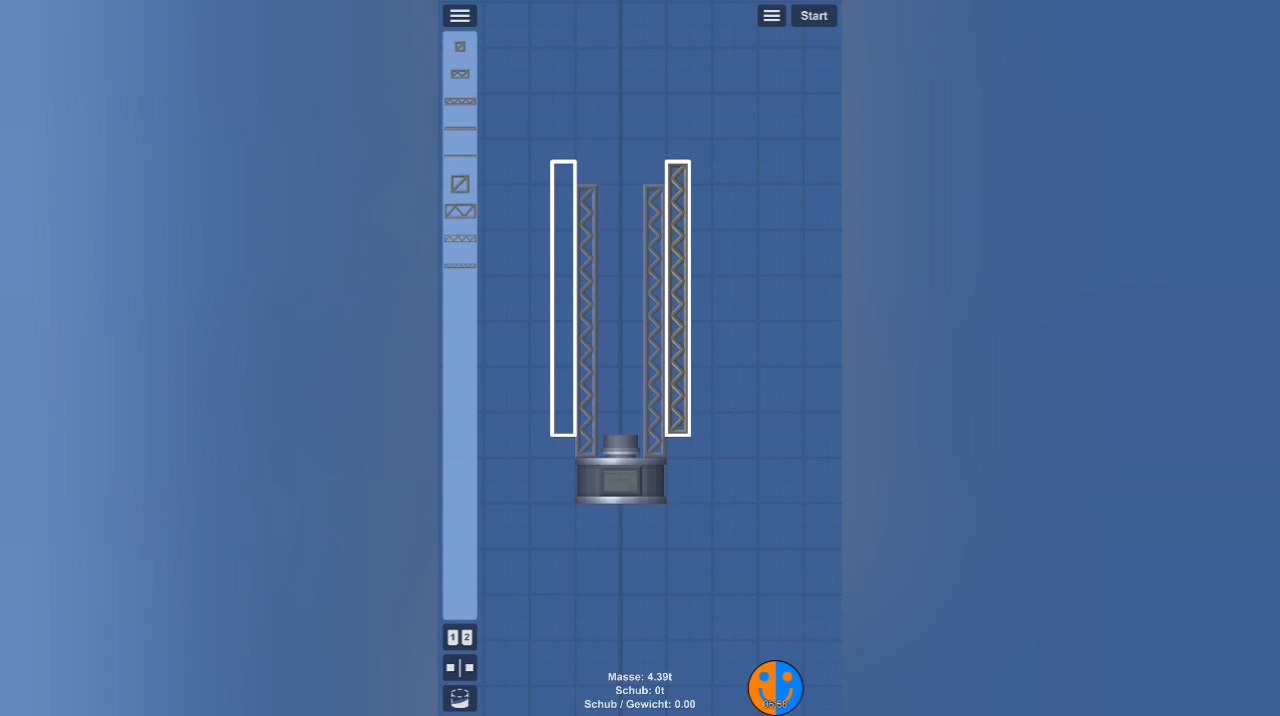 Start
1 2
Masse: 4.39t
Schub: 0t
Schub / Gewicht: 0.00